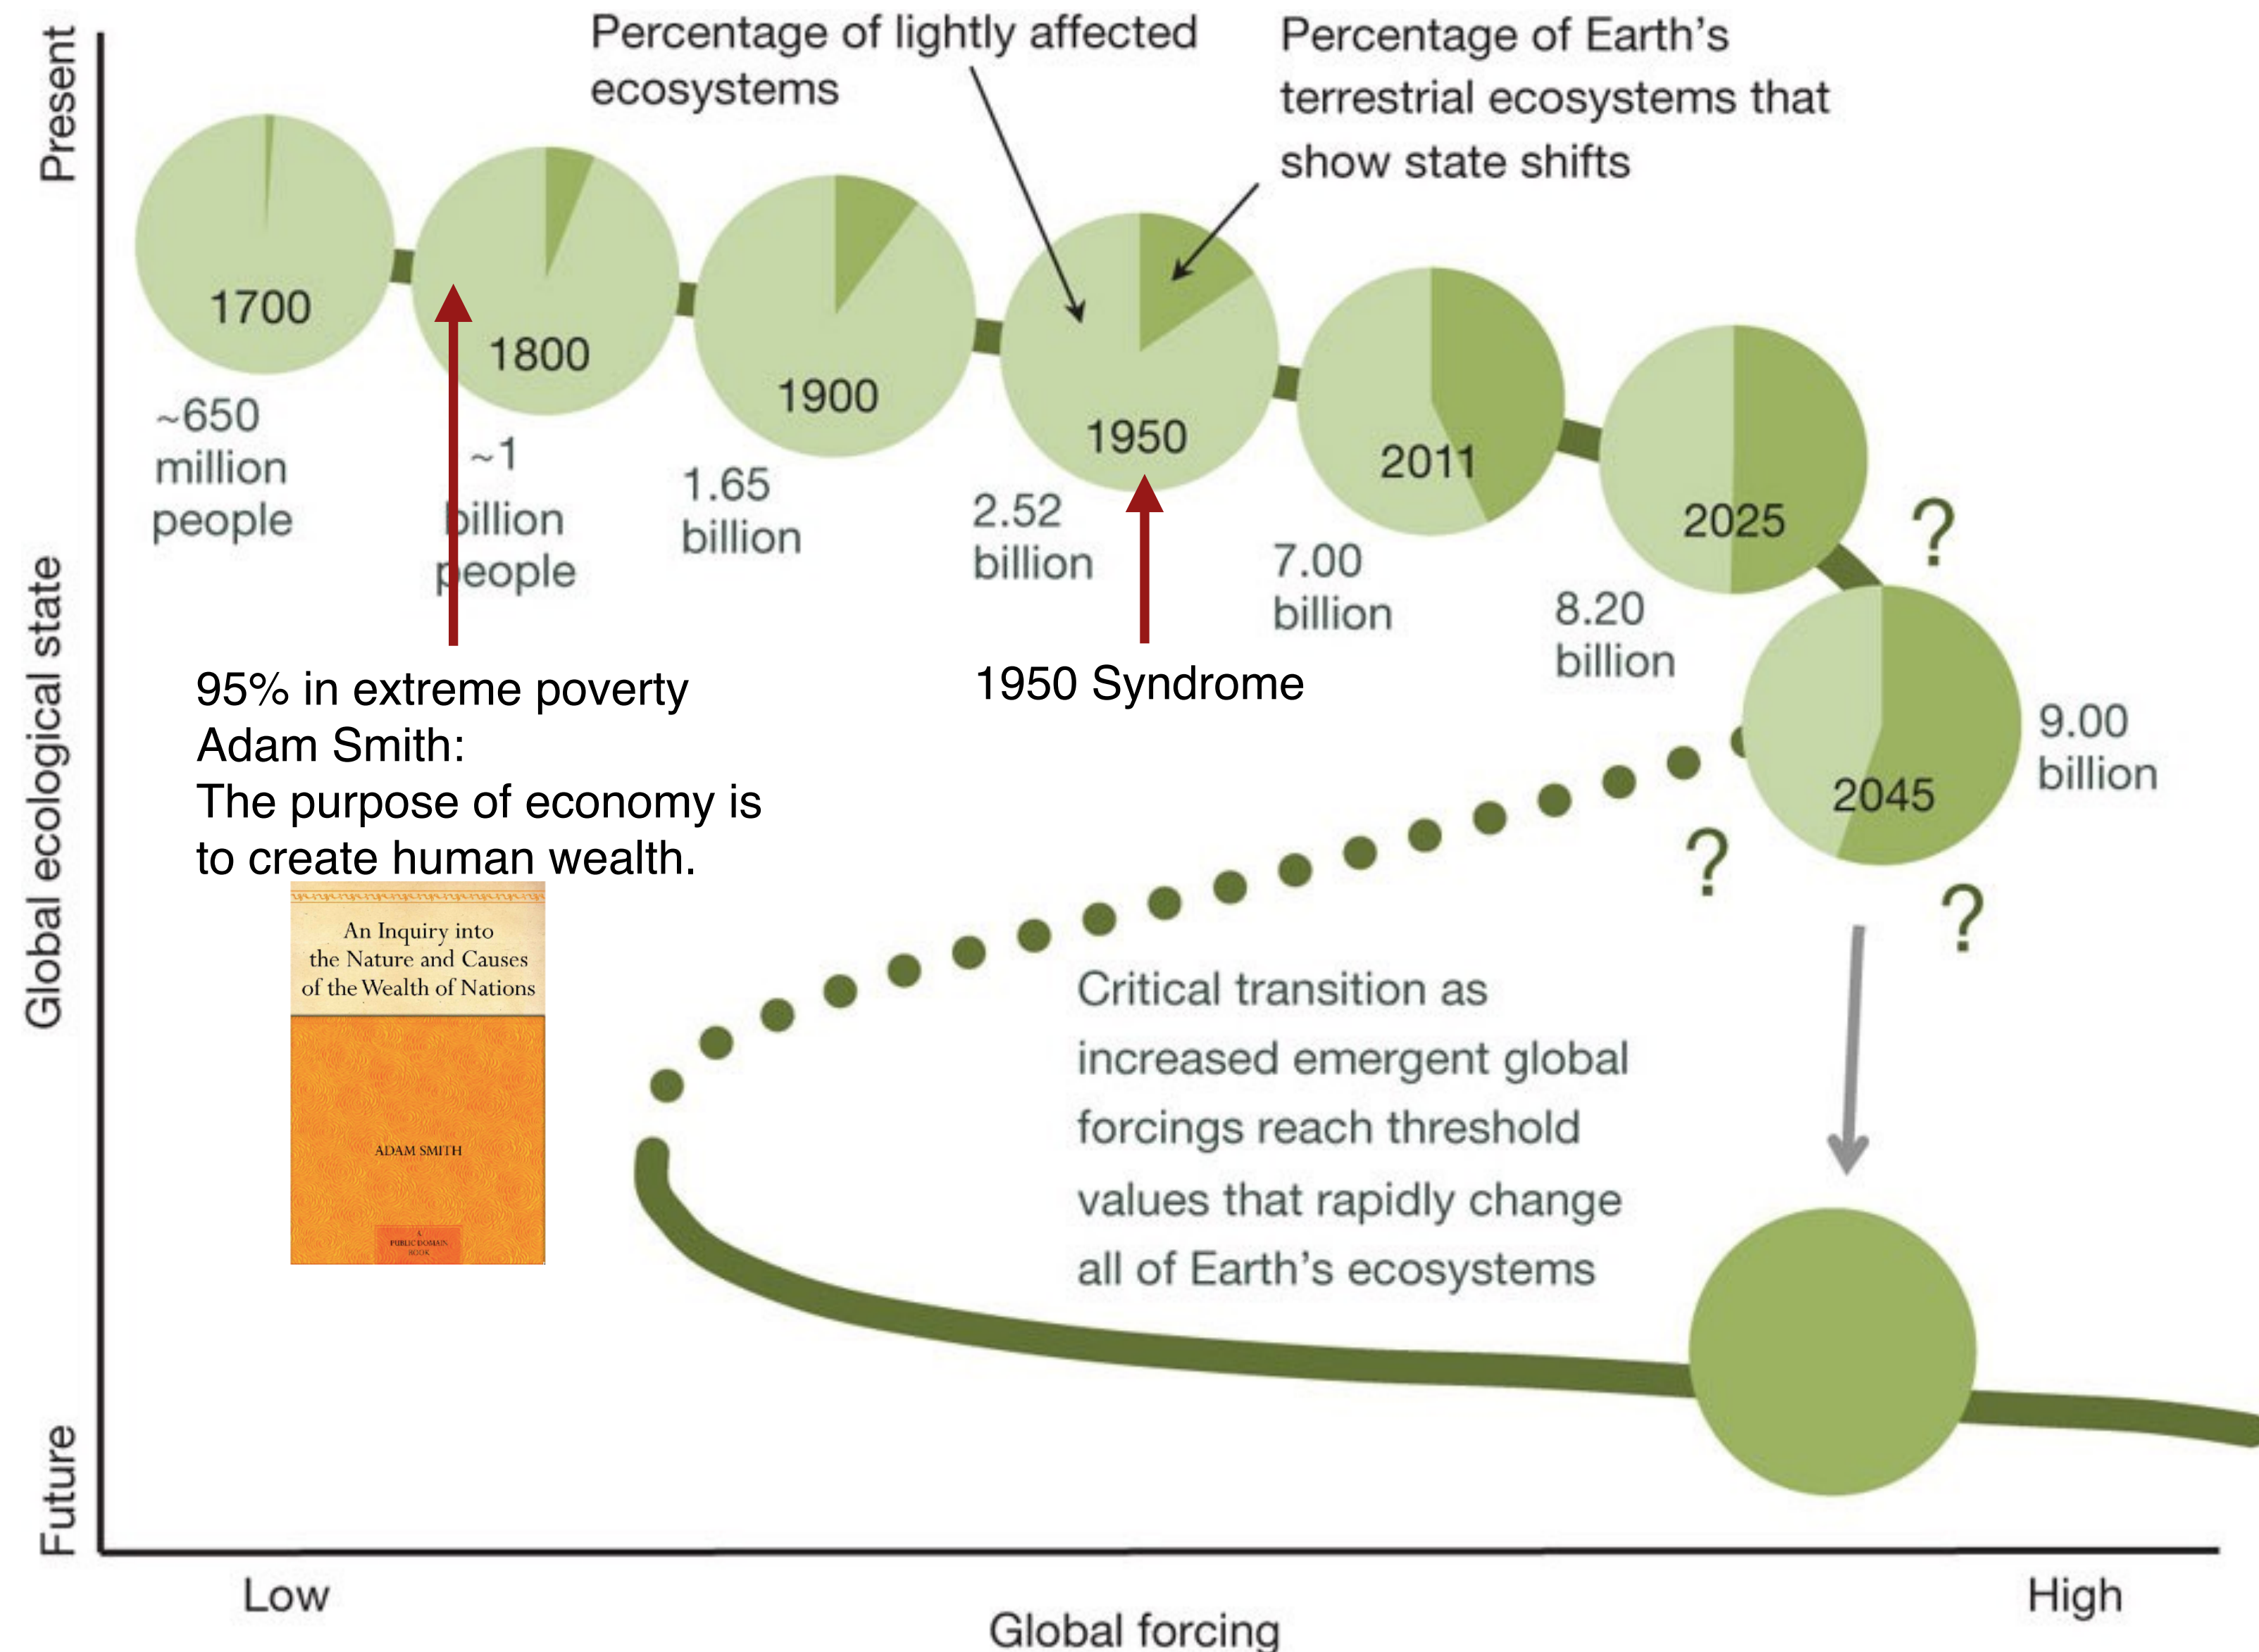 Present
Global ecological state
Future
Percentage of lightly affected
ecosystems
Percentage of Earth's
terrestrial ecosystems that
show state shifts
1700
~650
million
people
1800
~1
billion
people
1900
1.65
billion
1950
2.52
billion
2011
7.00
billion
2025
8.20
billion
?
2045
9.00
billion
?
?
95% in extreme poverty
Adam Smith:
The purpose of economy is
to create human wealth.
1950 Syndrome
An Inquiry into
the Nature and Causes
of the Wealth of Nations
ADAM SMITH
A
PUBLIC DOMAIN
BOOK
Critical transition as
increased emergent global
forcings reach threshold
values that rapidly change
all of Earth's ecosystems
Low
Global forcing
High